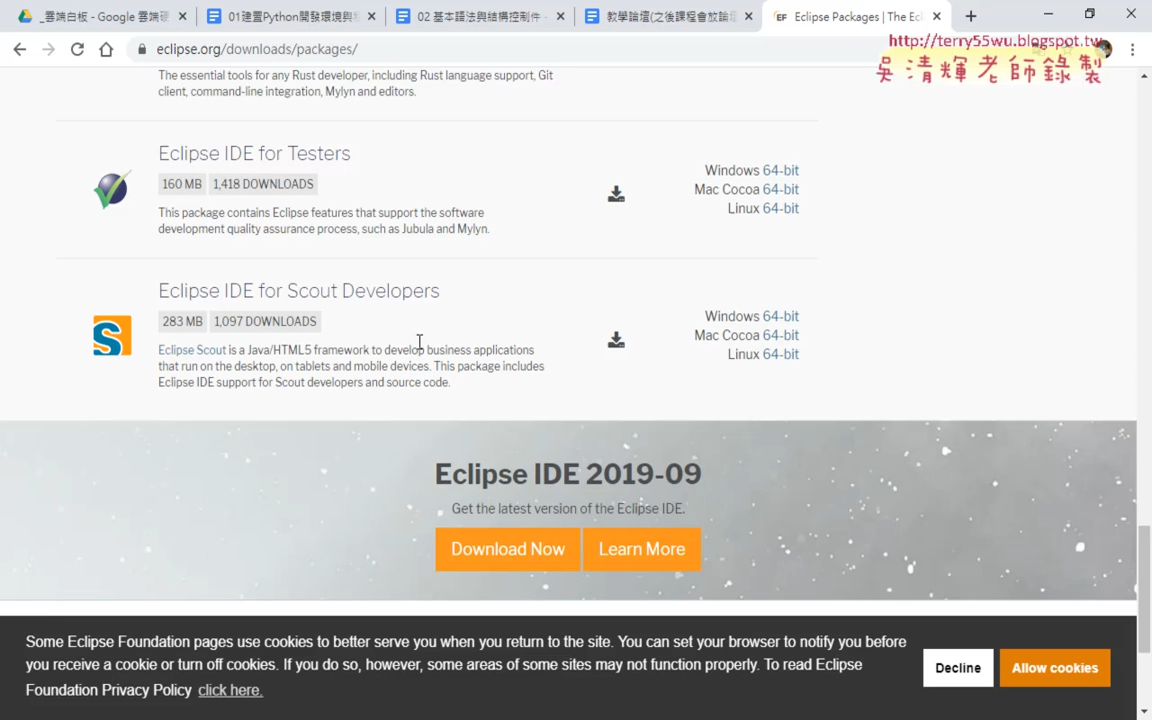 _雲端白板 - Google 雲端硬
01建置Python開發環境與程
02 基本語法與結構控制件 -
教學論壇(之後課程會放論壇
Eclipse Packages | The Ecl
eclipse.org/downloads/packages/
http://terry55wu.blogspot.tw
吳清輝老師錄製
The essential tools for any Rust developer, including Rust language support, Git
client, command-line integration, Mylyn and editors.
Eclipse IDE for Testers
160 MB 1,418 DOWNLOADS
This package contains Eclipse features that support the software
development quality assurance process, such as Jubula and Mylyn.
Windows 64-bit
Mac Cocoa 64-bit
Linux 64-bit
Eclipse IDE for Scout Developers
283 MB 1,097 DOWNLOADS
Eclipse Scout is a Java/HTML5 framework to develop business applications
that run on the desktop, on tablets and mobile devices. This package includes
Eclipse IDE support for Scout developers and source code.
Windows 64-bit
Mac Cocoa 64-bit
Linux 64-bit
Eclipse IDE 2019-09
Get the latest version of the Eclipse IDE.
Download Now
Learn More
Some Eclipse Foundation pages use cookies to better serve you when you return to the site. You can set your browser to notify you before
you receive a cookie or turn off cookies. If you do so, however, some areas of some sites may not function properly. To read Eclipse
Foundation Privacy Policy click here.
Decline
Allow cookies